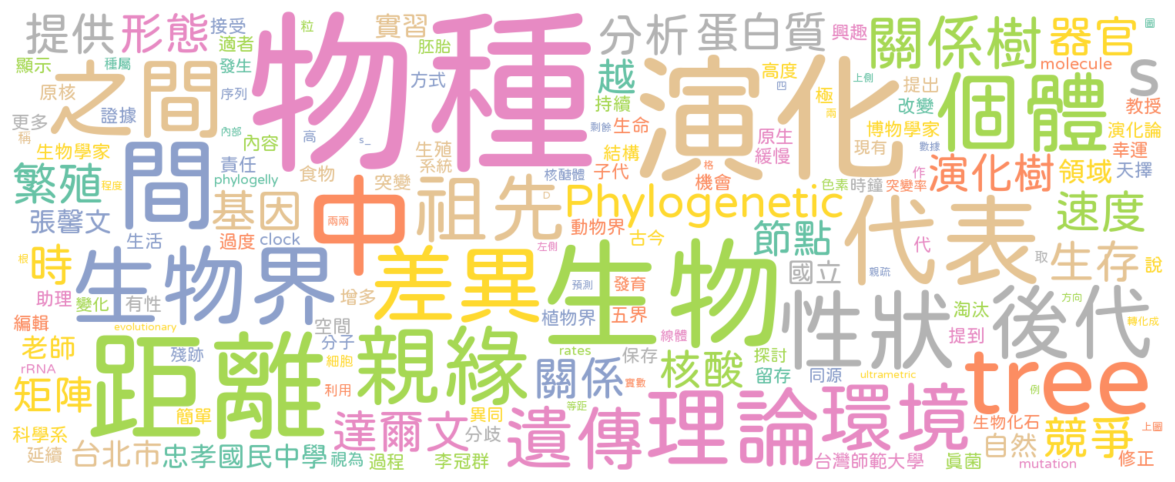 提供 形態 接受 實習 分析 蛋白質 興趣 關係樹 器官
適者 粒 胚胎 圖
顯示 種屬 發生 物種 方式 越 演化 高度 上側 提出 molecule s
之間 原核 序列 持續 四 極 改變 個體 教授
更多 證據 內部 高 s_ 剩餘 生命 原生 兩 博物學家 演化論
稱 內容 生殖 結構 現有 數據 幸運
生物學家 責任 食物 系統 核醣體 子代 緩慢 作 演化樹 領域 天擇
繁殖 程度 phylogelly 突變 格 機會 色素 時鐘 突變率
間 基因 中 兩兩 祖先 D Phylogenetic 代表 速度
張馨文 生活 過度 clock 左側 動物界 古今 節點 代 取 生存 說
根 時 生物界 差異 預測 生物 國立 親疏 方向
助理 變化 有性 增多 植物界 發育 五界 性狀 淘汰 後代 轉化成
編輯 evolutionary 空間 線體 提到
老師 殘跡 分子 親緣 rates 保存 探討
rRNA 距離 細胞 關係 實數 核酸 留存 同源 ultrametric tree
矩陣 簡單 利用 等距 例
科學系 達爾文 異同 遺傳 理論 環境 生物化石 上圖
延續 台北市 忠孝國民中學 視為 過程 李冠群 分歧 台灣師範大學 真菌 自然 競爭 mutation 修正